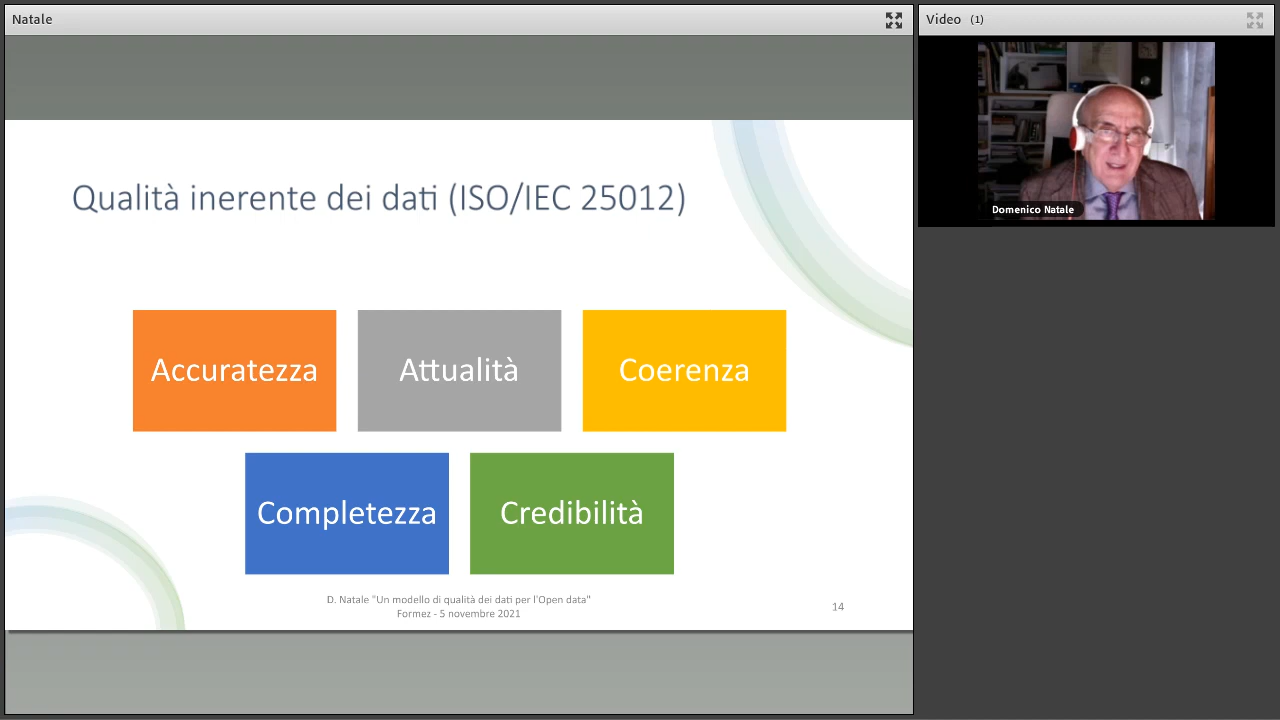 Natale
Video (1)
Domenico Natale
Qualità inerente dei dati (ISO/IEC 25012)
Accuratezza
Attualità
Coerenza
Completezza
Credibilità
D. Natale "Un modello di qualità dei dati per l'Open data"
Formez - 5 novembre 2021
14